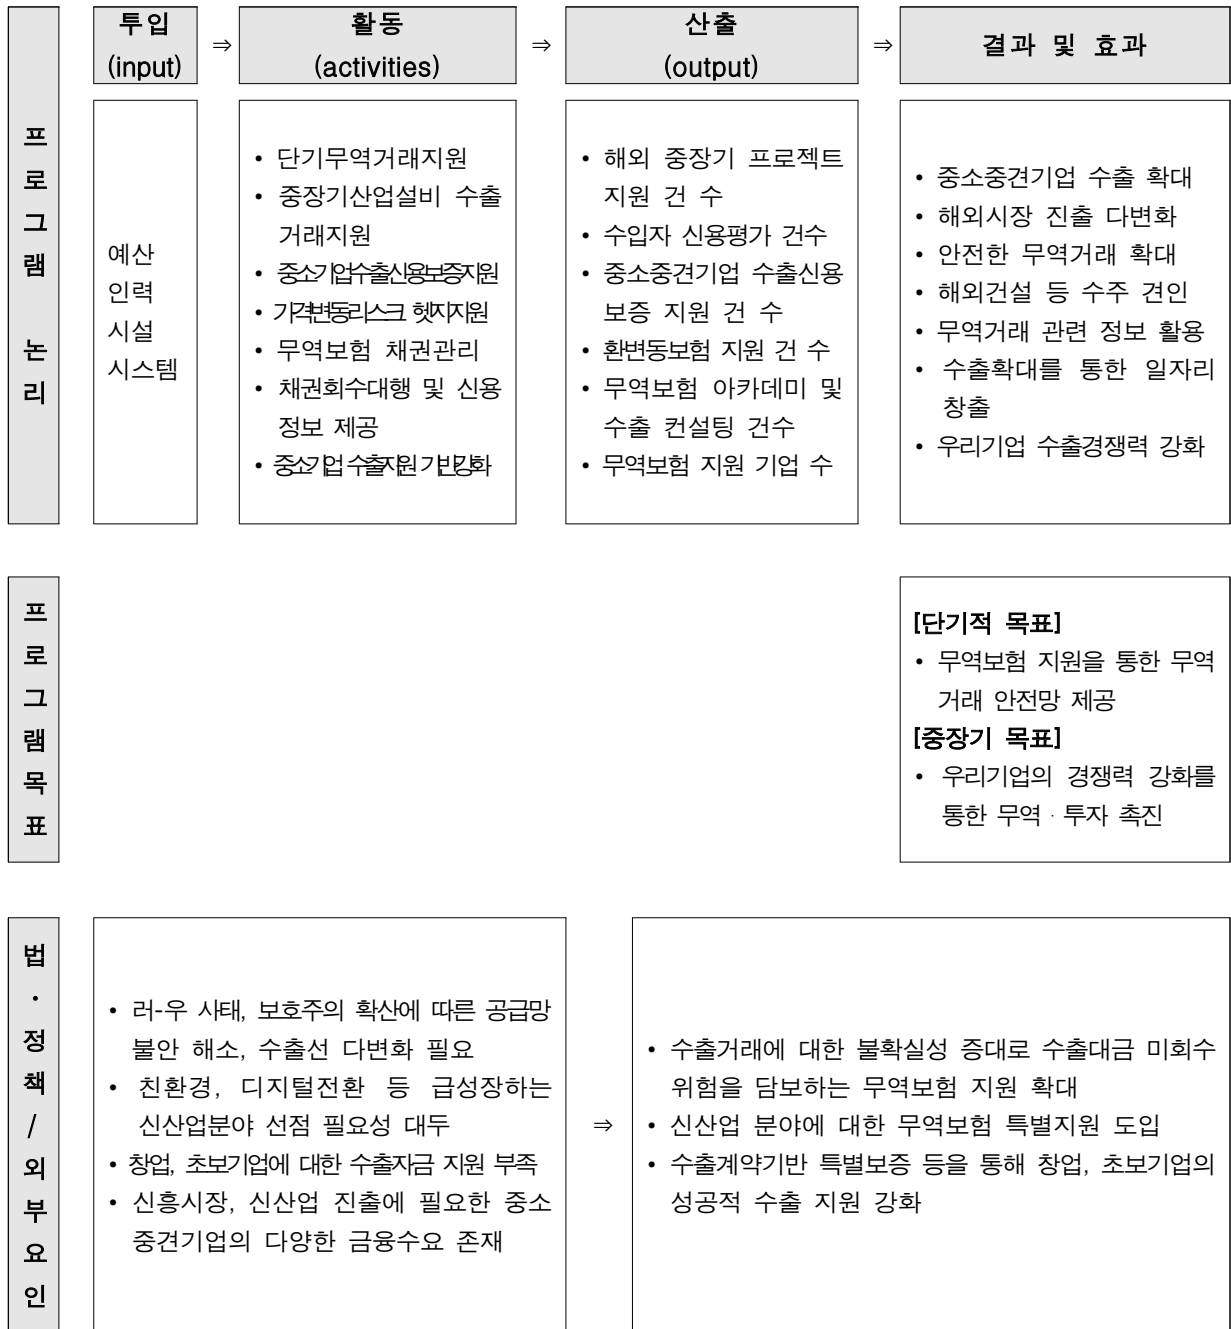 프
로
그
램
논
리
투입
(input)
⇒
활동
(activities)
⇒
산출
(output)
⇒
결과 및 효과
예산
인력
시설
시스템
• 단기무역거래지원
• 중장기산업설비 수출
거래지원
• 중소기업수출신용보증지원
• 가격변동리스크 헷지지원
• 무역보험 채권관리
• 채권회수대행 및 신용
정보 제공
• 중소기업 수출지원 기반강화
• 해외 중장기 프로젝트
지원 건 수
• 수입자 신용평가 건수
• 중소중견기업 수출신용
보증 지원 건 수
• 환변동보험 지원 건 수
• 무역보험 아카데미 및
수출 컨설팅 건수
• 무역보험 지원 기업 수
• 중소중견기업 수출 확대
• 해외시장 진출 다변화
• 안전한 무역거래 확대
• 해외건설 등 수주 견인
• 무역거래 관련 정보 활용
• 수출확대를 통한 일자리
창출
• 우리기업 수출경쟁력 강화
프
로
그
램
목
표
[단기적 목표]
• 무역보험 지원을 통한 무역
거래 안전망 제공
[중장기 목표]
• 우리기업의 경쟁력 강화를
통한 무역·투자 촉진
법
·
정
책
/
외
부
요
인
• 러-우 사태, 보호주의 확산에 따른 공급망
불안 해소, 수출선 다변화 필요
• 친환경, 디지털전환 등 급성장하는
신산업분야 선점 필요성 대두
• 창업, 초보기업에 대한 수출자금 지원 부족
• 신흥시장, 신산업 진출에 필요한 중소
중견기업의 다양한 금융수요 존재
⇒
• 수출거래에 대한 불확실성 증대로 수출대금 미회수
위험을 담보하는 무역보험 지원 확대
• 신산업 분야에 대한 무역보험 특별지원 도입
• 수출계약기반 특별보증 등을 통해 창업, 초보기업의
성공적 수출 지원 강화